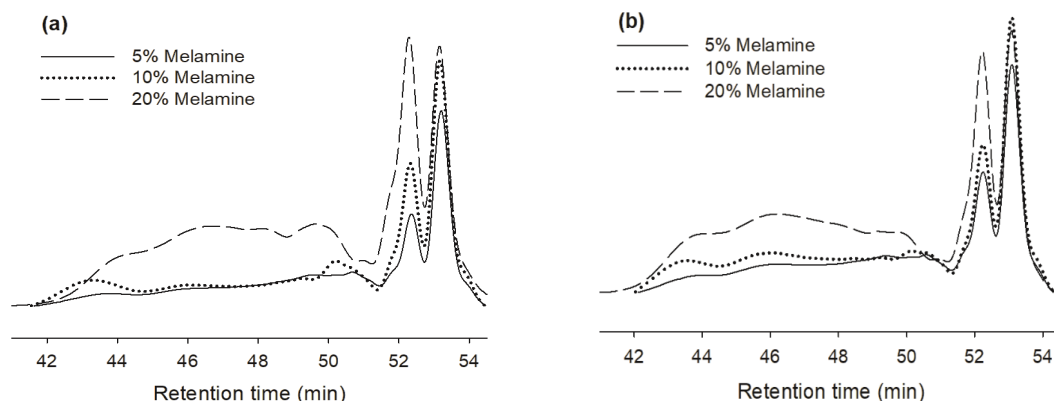 (a)
5% Melamine
10% Melamine
20% Melamine
42 44 46 48 50 52 54
Retention time (min)
(b)
5% Melamine
10% Melamine
20% Melamine
42 44 46 48 50 52 54
Retention time (min)